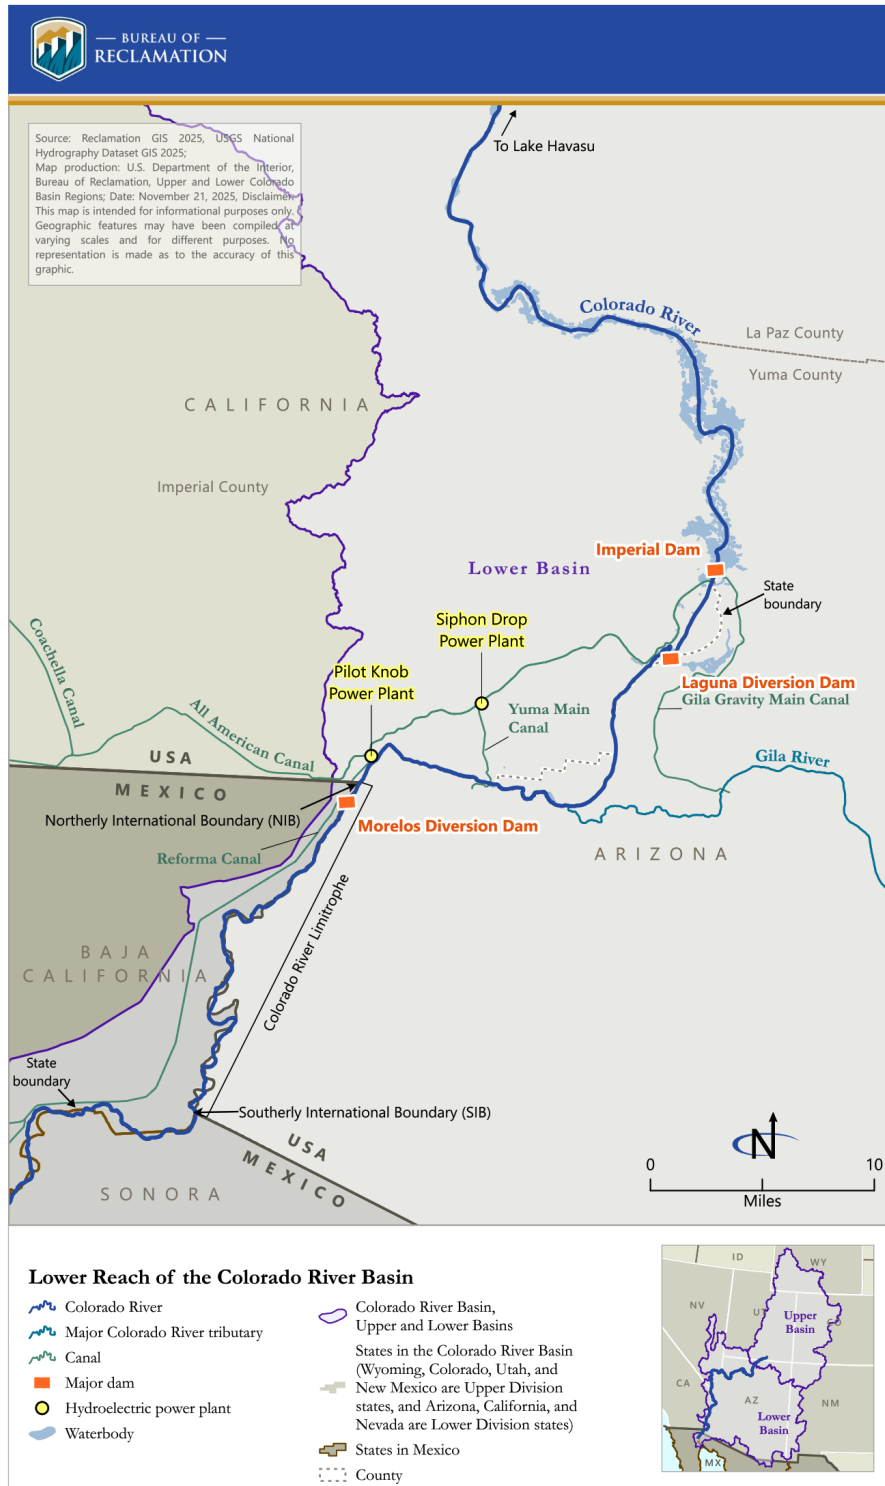 BUREAU OF
RECLAMATION
Source: Reclamation GIS 2025, USGS National
Hydrography Dataset GIS 2025;
Map production: U.S. Department of the Interior,
Bureau of Reclamation, Upper and Lower Colorado
Basin Regions; Date: November 21, 2025, Disclaimer:
This map is intended for informational purposes only.
Geographic features may have been compiled at
varying scales and for different purposes. No
representation is made as to the accuracy of this
graphic.
To Lake Havasu
Colorado River
La Paz County
Yuma County
CALIFORNIA
Imperial County
Imperial Dam
Lower Basin
State
boundary
Siphon Drop
Power Plant
Coachella Canal
Pilot Knob
Power Plant
Laguna Diversion Dam
Gila Gravity Main Canal
All American Canal
Yuma Main
Canal
USA
MEXICO
Gila River
Northerly International Boundary (NIB)
Morelos Diversion Dam
Reforma Canal
ARIZONA
Colorado River Limitrophe
BAJA
CALIFORNIA
State
boundary
Southerly International Boundary (SIB)
USA
MEXICO
SONORA
N
0 10
Miles
Lower Reach of the Colorado River Basin
Colorado River
Major Colorado River tributary
Canal
Major dam
Hydroelectric power plant
Waterbody
Colorado River Basin,
Upper and Lower Basins
States in the Colorado River Basin
(Wyoming, Colorado, Utah, and
New Mexico are Upper Division
states, and Arizona, California, and
Nevada are Lower Division states)
States in Mexico
County
ID
WY
NV
UT
CO
Upper
Basin
CA
AZ
NM
Lower
Basin
MX